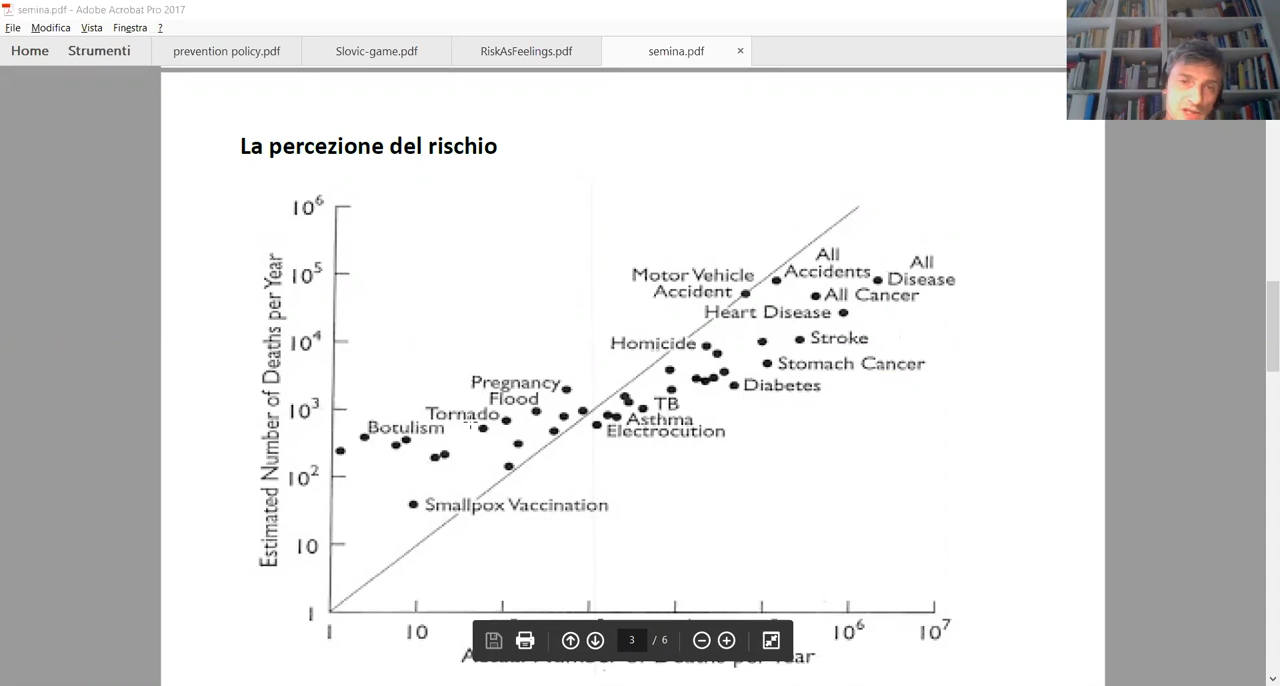 semina.pdf - Adobe Acrobat Pro 2017
File Modifica Vista Finestra ?
Home Strumenti prevention policy.pdf Slovic-game.pdf RiskAsFeelings.pdf semina.pdf ×
La percezione del rischio
Estimated Number of Deaths per Year
10⁶
10⁵
10⁴
10³
10²
10
1
All Accidents
All Disease
Motor Vehicle Accident
All Cancer
Heart Disease
Homicide
Stroke
Stomach Cancer
Diabetes
Pregnancy
Flood
Tornado
Botulism
TB
Asthma
Electrocution
Smallpox Vaccination
1 10 10⁶ 10⁷
3 / 6
Deaths per Year